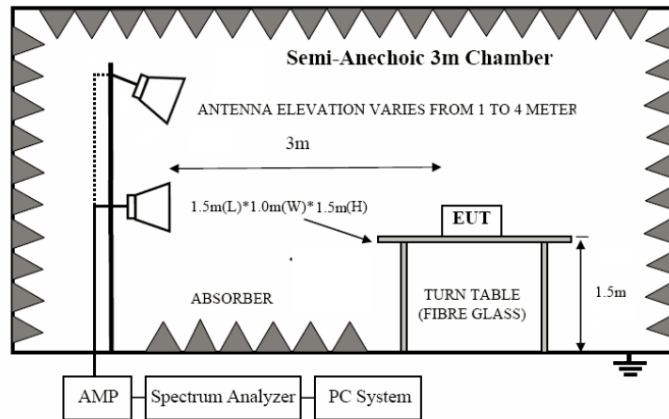 Semi-Anechoic 3m Chamber
ANTENNA ELEVATION VARIES FROM 1 TO 4 METER
3m
1.5m(L)*1.0m(W)*1.5m(H)
EUT
ABSORBER
TURN TABLE
(FIBRE GLASS)
1.5m
AMP
Spectrum Analyzer
PC System